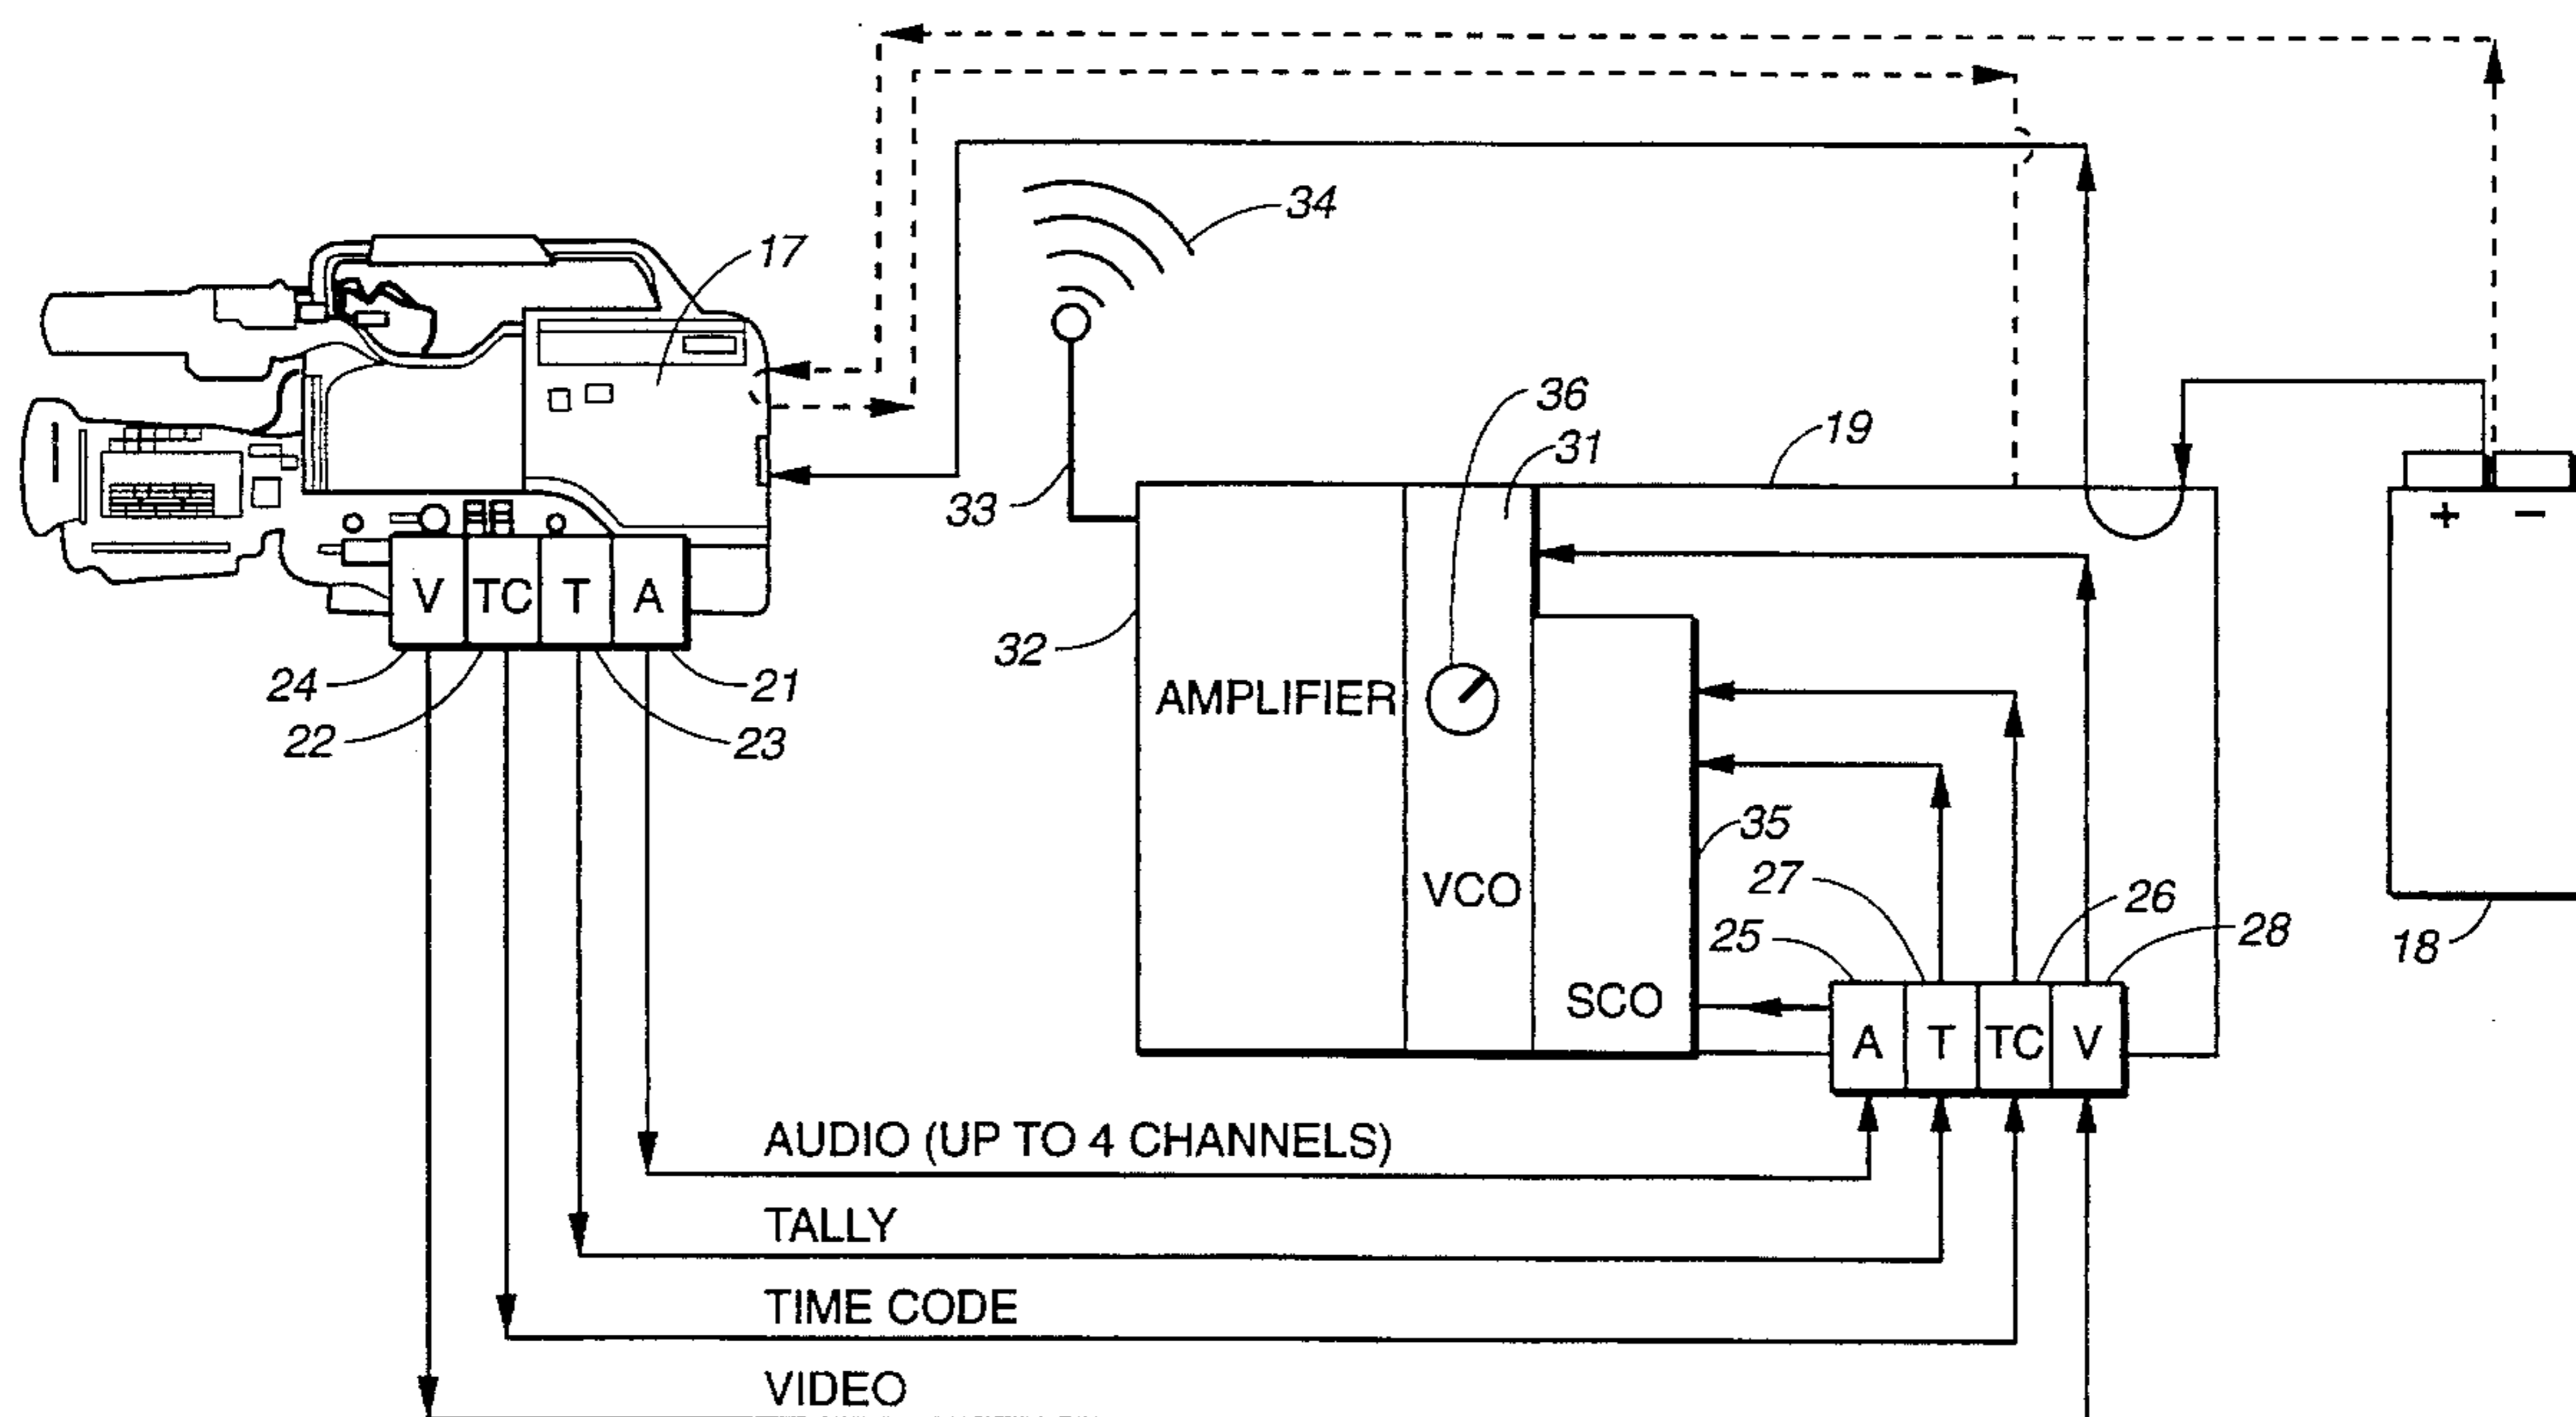 34
17
36
19
31
33
+ −
V TC T A
32
24
21
AMPLIFIER
22
23
35
27
VCO
26
25
28
18
SCO
A T TC V
AUDIO (UP TO 4 CHANNELS)
TALLY
TIME CODE
VIDEO